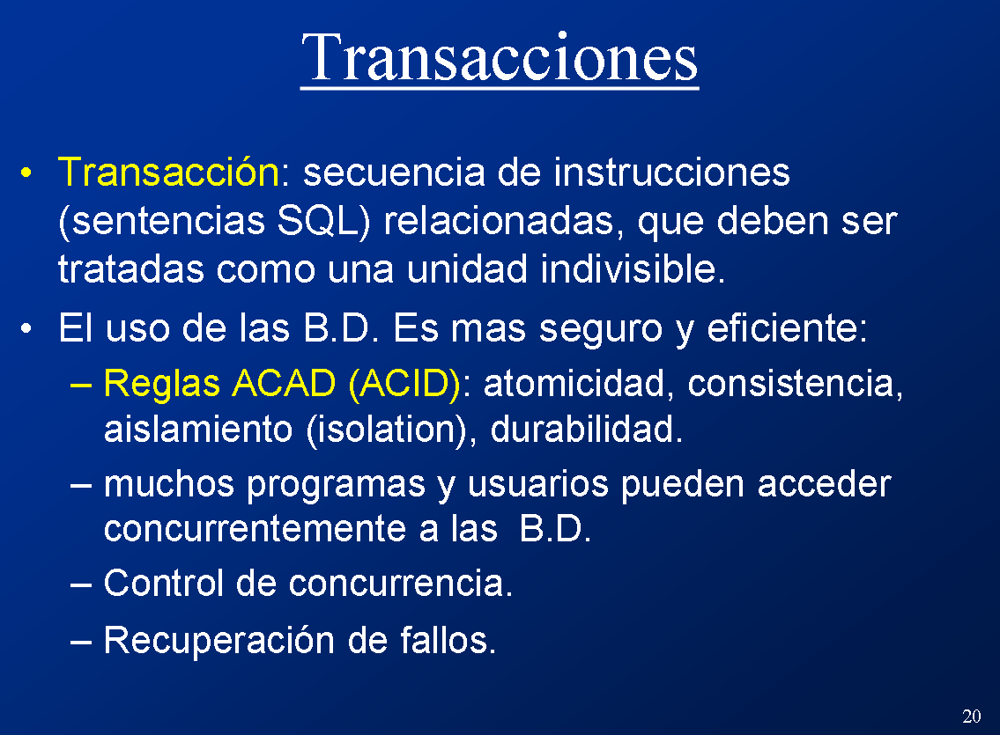 Transacciones
• Transacción: secuencia de instrucciones
(sentencias SQL) relacionadas, que deben ser
tratadas como una unidad indivisible.
• El uso de las B.D. Es mas seguro y eficiente:
– Reglas ACAD (ACID): atomicidad, consistencia,
aislamiento (isolation), durabilidad.
– muchos programas y usuarios pueden acceder
concurrentemente a las  B.D.
– Control de concurrencia.
– Recuperación de fallos.
20